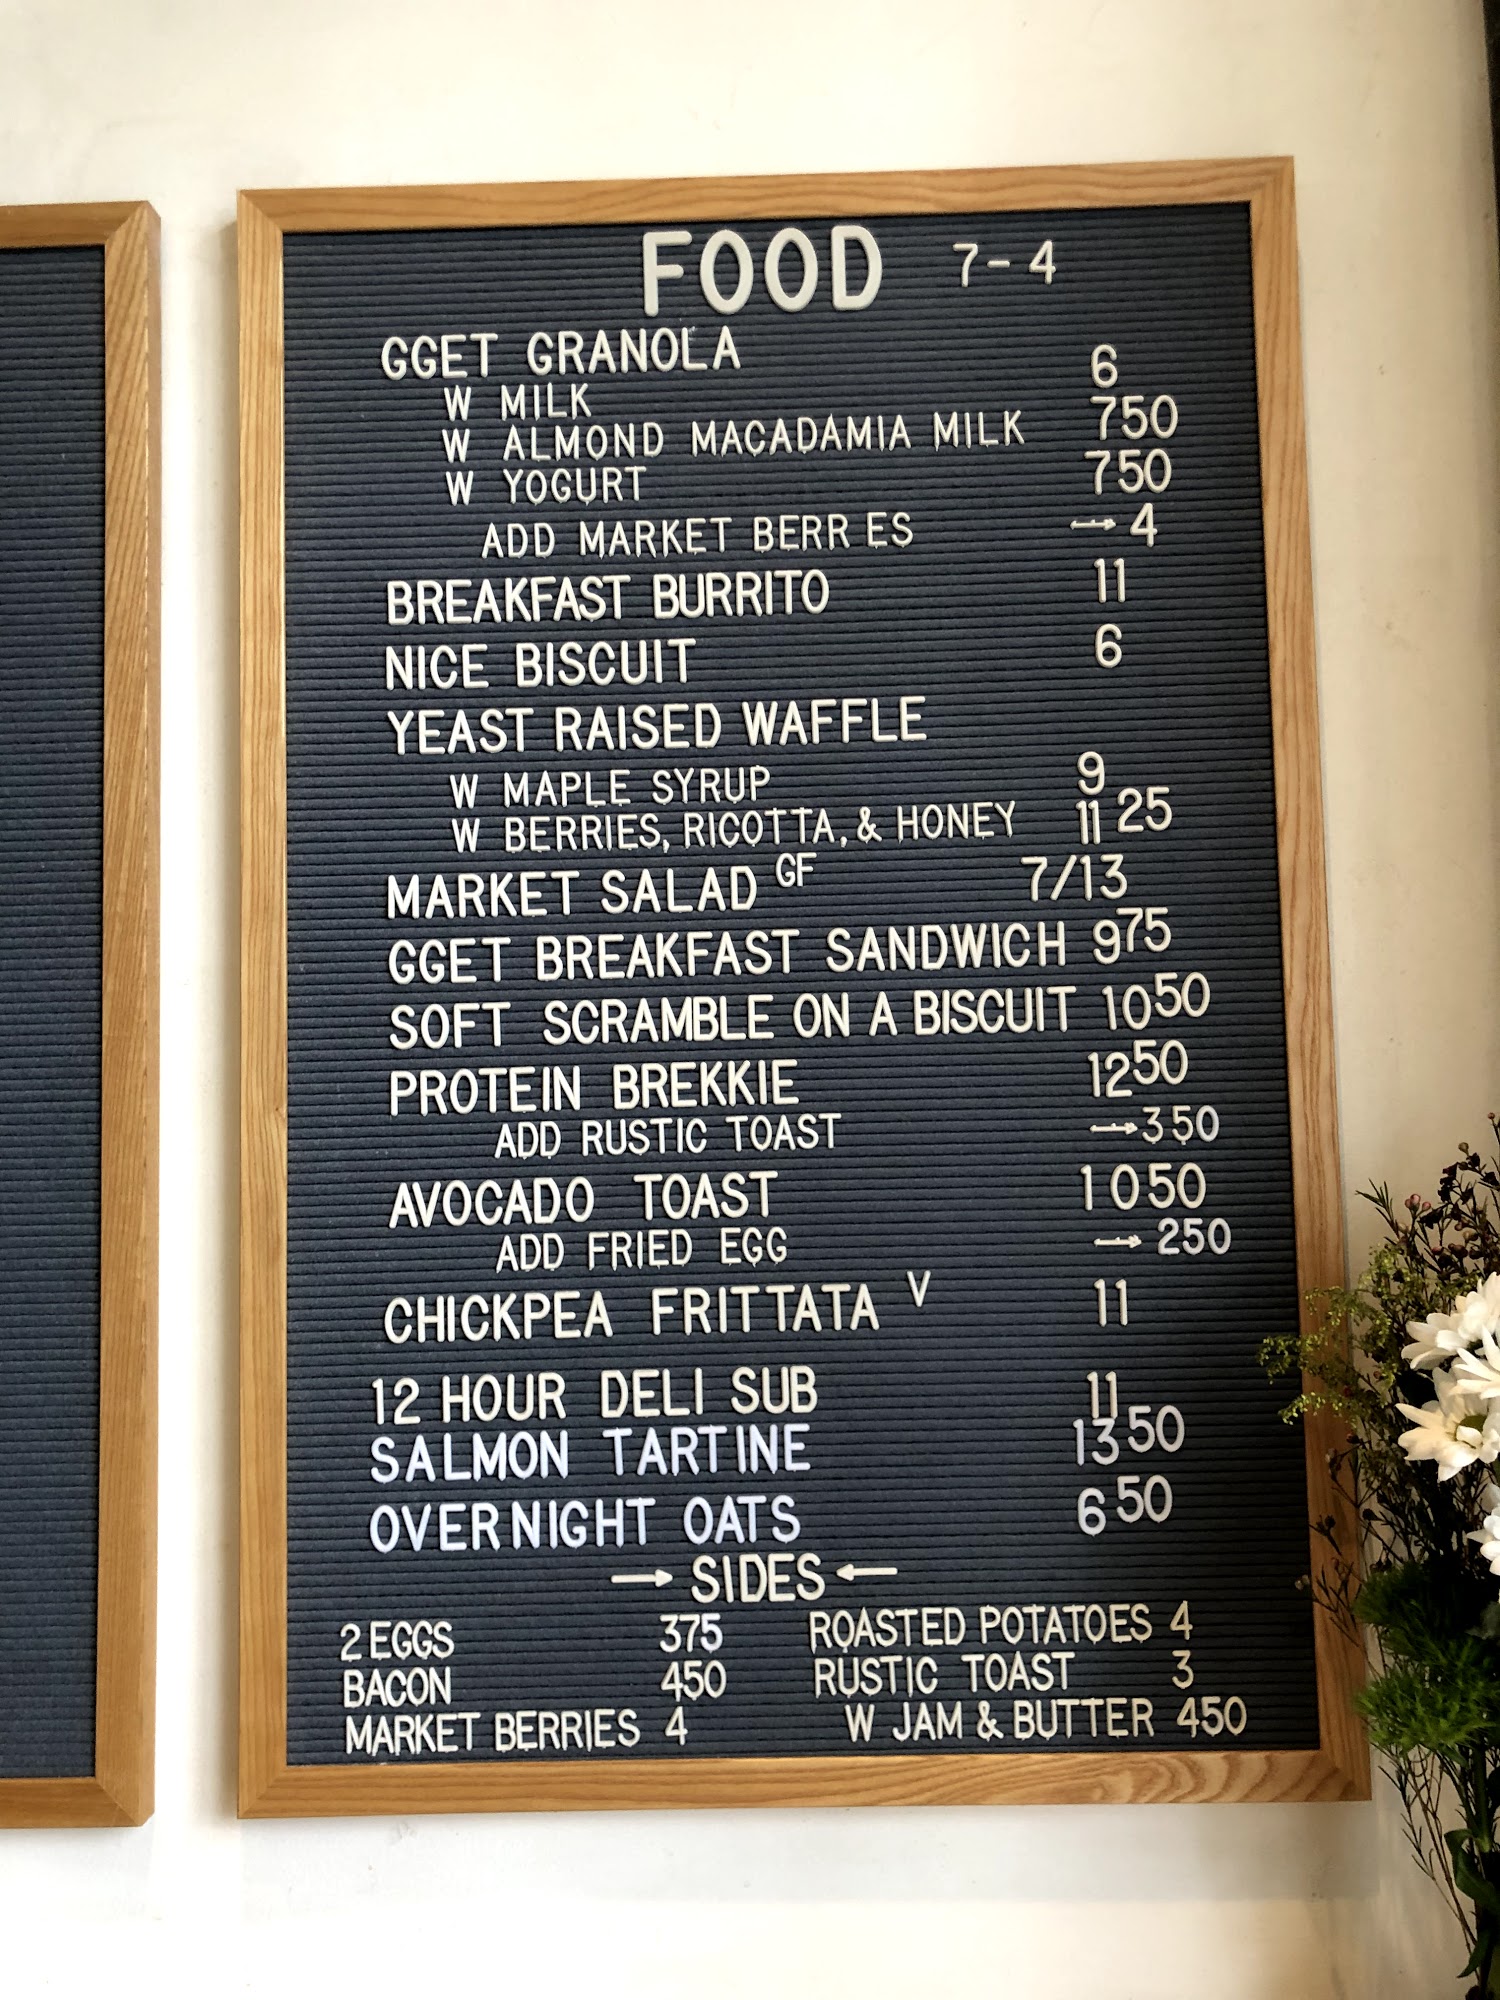 FOOD 7-4
GGET GRANOLA
W MILK 6
W ALMOND MACADAMIA MILK 750
W YOGURT 750
ADD MARKET BERR ES → 4
BREAKFAST BURRITO 11
NICE BISCUIT 6
YEAST RAISED WAFFLE
W MAPLE SYRUP 9
W BERRIES, RICOTTA, & HONEY 11 25
MARKET SALAD GF 7/13
GGET BREAKFAST SANDWICH 975
SOFT SCRAMBLE ON A BISCUIT 1050
PROTEIN BREKKIE 1250
ADD RUSTIC TOAST → 350
AVOCADO TOAST 1050
ADD FRIED EGG → 250
CHICKPEA FRITTATA V 11
12 HOUR DELI SUB 11
SALMON TARTINE 1350
OVERNIGHT OATS 650
→ SIDES ←
2 EGGS 375 ROASTED POTATOES 4
BACON 450 RUSTIC TOAST 3
MARKET BERRIES 4 W JAM & BUTTER 450